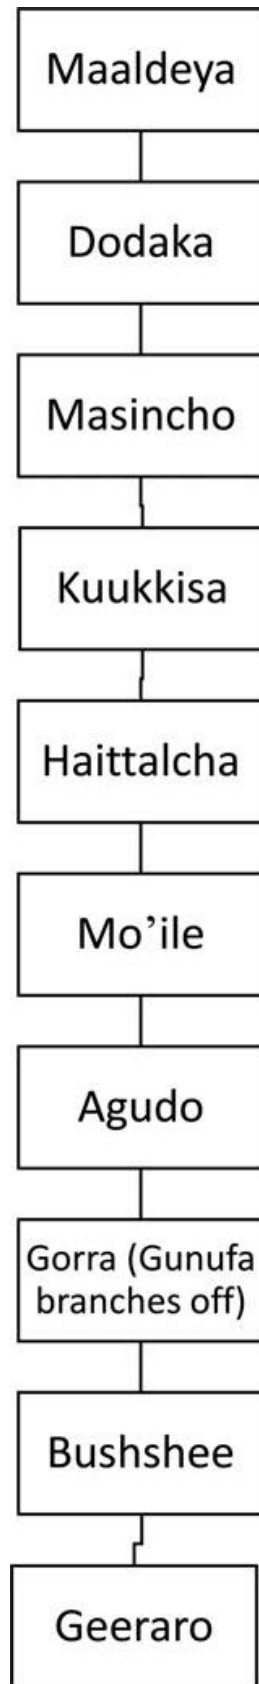 Maaldeya
Dodaka
Masincho
Kuukkisa
Haittalcha
Mo’ile
Agudo
Gorra (Gunufa
branches off)
Bushshee
Geeraro